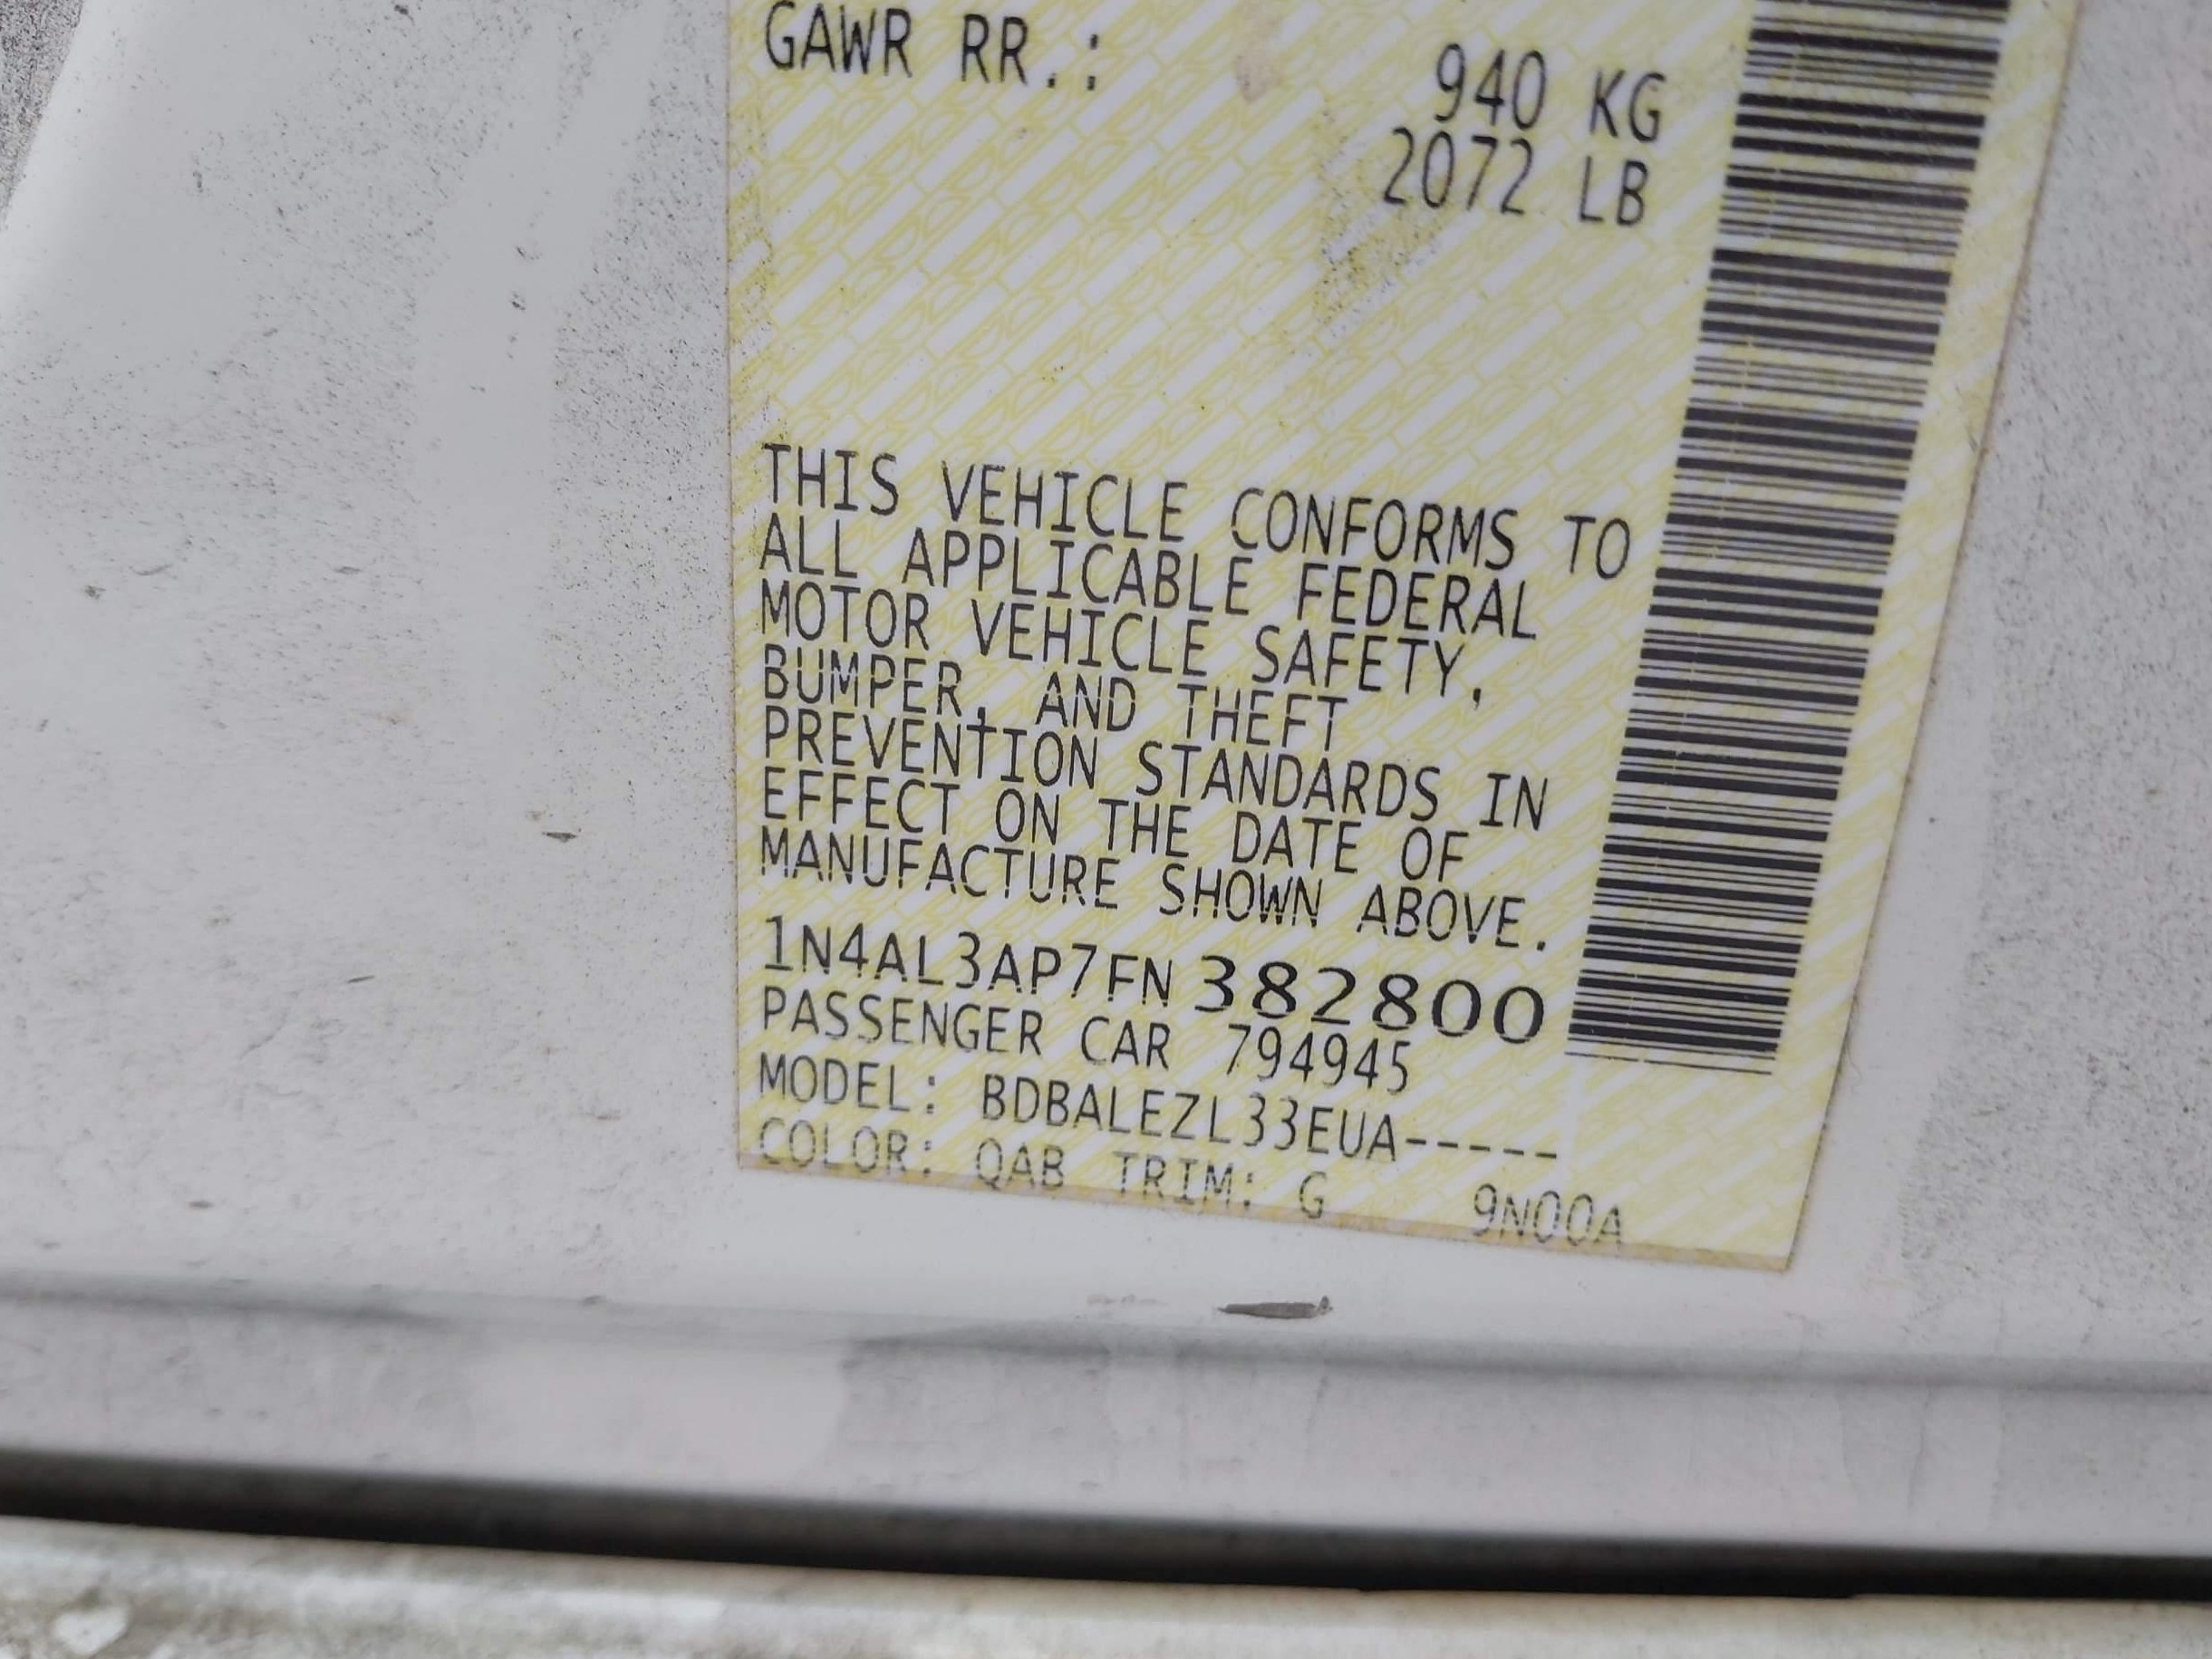 GAWR RR.:
940 KG
2072 LB
THIS VEHICLE CONFORMS TO
ALL APPLICABLE FEDERAL
MOTOR VEHICLE SAFETY,
BUMPER, AND THEFT
PREVENTION STANDARDS IN
EFFECT ON THE DATE OF
MANUFACTURE SHOWN ABOVE.
1N4AL3AP7FN382800
PASSENGER CAR 794945
MODEL: BDBALEZL33EUA-----
COLOR: QAB TRIM: G 9N00A